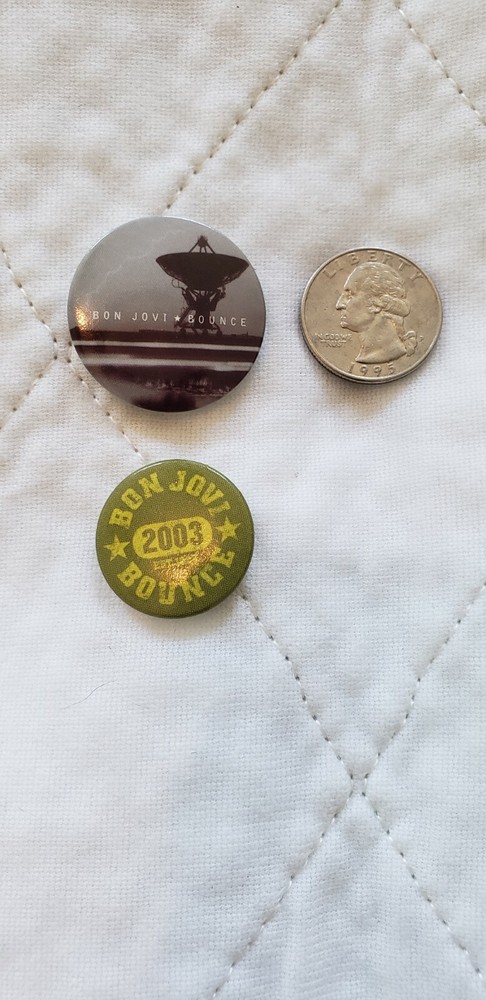 BON JOVI ★ BOUNCE
LIBERTY
IN GOD WE
TRUST
P
1995
BON JOVI
2003
BOUNCE